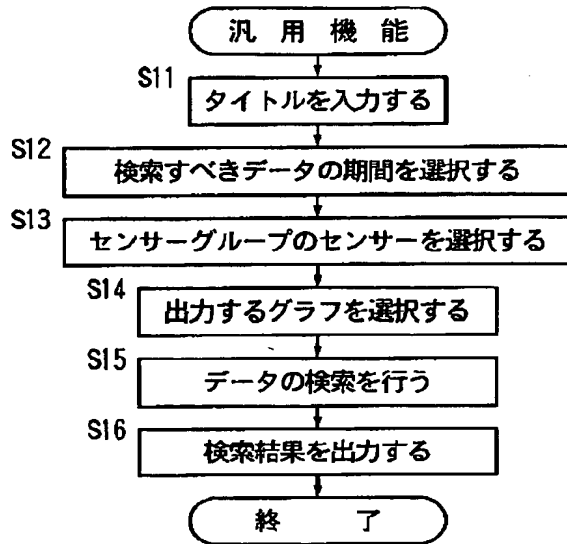 汎用機能
S11
タイトルを入力する
S12
検索すべきデータの期間を選択する
S13
センサーグループのセンサーを選択する
S14
出力するグラフを選択する
S15
データの検索を行う
S16
検索結果を出力する
終了